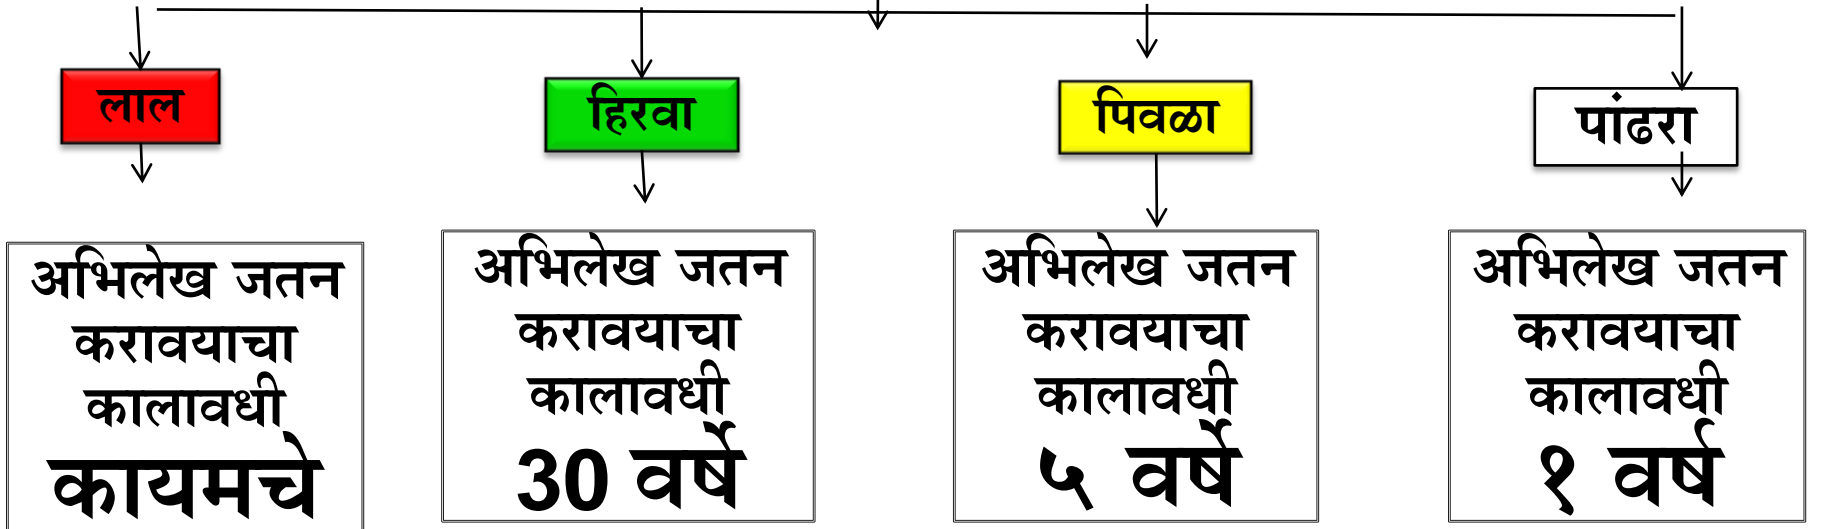 लाल
हिरवा
पिवळा
पांढरा
अभिलेख जतन
करावयाचा
कालावधी
कायमचे
अभिलेख जतन
करावयाचा
कालावधी
30 वर्षे
अभिलेख जतन
करावयाचा
कालावधी
५ वर्षे
अभिलेख जतन
करावयाचा
कालावधी
१ वर्ष